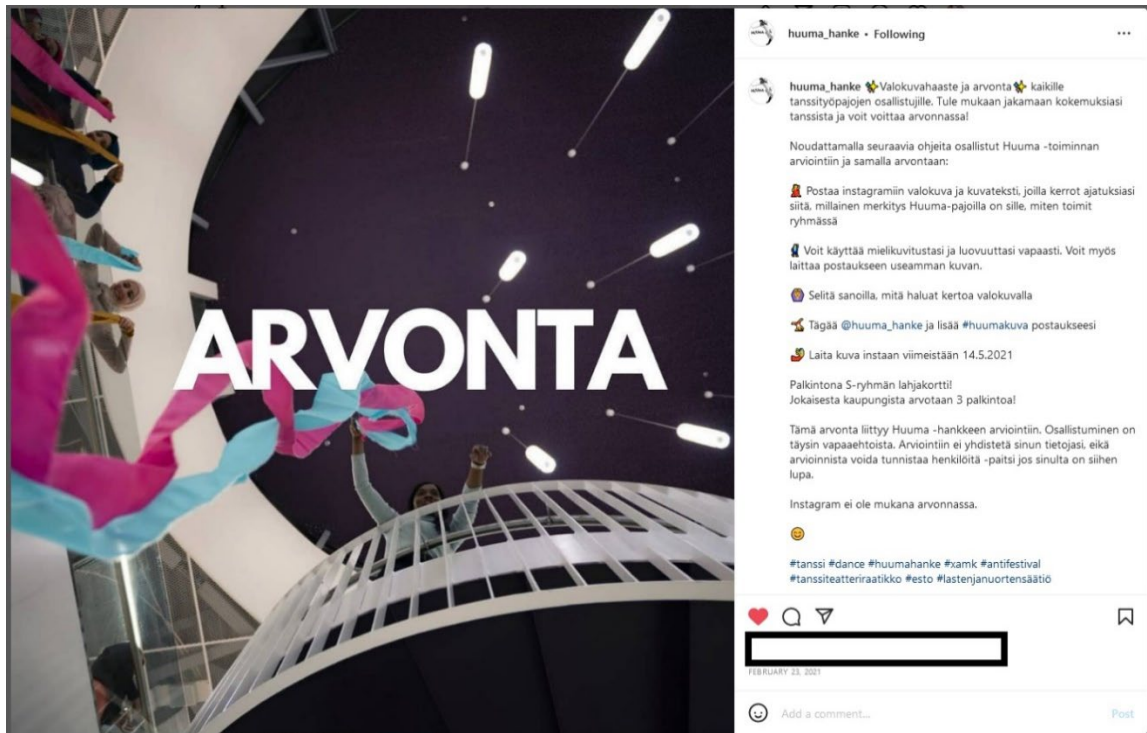 ARVONTA
huuma_hanke • Following
huuma_hanke Valokuvahaaste ja arvonta kaikille
tanssityöpajojen osallistujille. Tule mukaan jakamaan kokemuksiasi
tanssista ja voit voittaa arvonnassa!
Noudattamalla seuraavia ohjeita osallistut Huuma -toiminnan
arviointiin ja samalla arvontaan:
Postaa instagramiin valokuva ja kuvateksti, joilla kerrot ajatuksiasi
siitä, millainen merkitys Huuma-pajoilla on sille, miten toimit
ryhmässä
Voit käyttää mielikuvitustasi ja luovuuttasi vapaasti. Voit myös
laittaa postaukseen useamman kuvan.
Selitä sanoilla, mitä haluat kertoa valokuvalla
Tägää @huuma_hanke ja lisää #huumakuva postaukseesi
Laita kuva instaan viimeistään 14.5.2021
Palkintona S-ryhmän lahjakortti!
Jokaisesta kaupungista arvotaan 3 palkintoa!
Tämä arvonta liittyy Huuma -hankkeen arviointiin. Osallistuminen on
täysin vapaaehtoista. Arviointiin ei yhdistetä sinun tietojasi, eikä
arvioinnista voida tunnistaa henkilöitä -paitsi jos sinulta on siihen
lupa.
Instagram ei ole mukana arvonnassa.
#tanssi #dance #huumahanke #xamk #antifestival
#tanssiteatteriraatikko #esto #lastenjanuortensäätiö
FEBRUARY 23, 2021
Add a comment...
Post